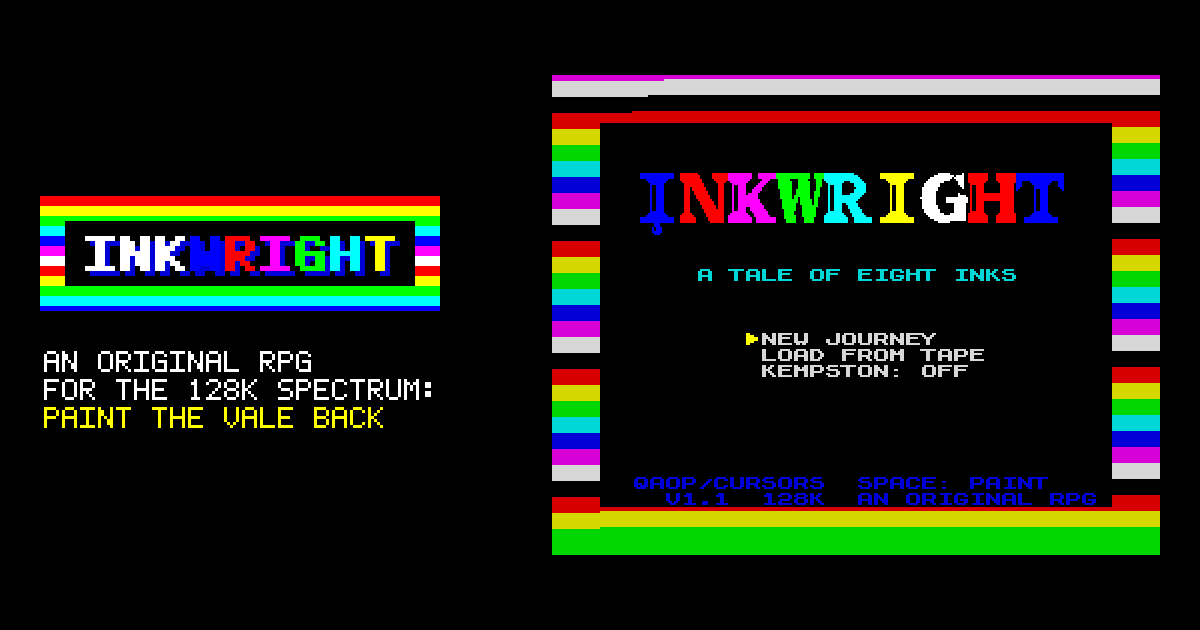 INKWRIGHT
AN ORIGINAL RPG
FOR THE 128K SPECTRUM:
PAINT THE VALE BACK
INKWRIGHT
A TALE OF EIGHT INKS
NEW JOURNEY
LOAD FROM TAPE
KEMPSTON: OFF
QAOP/CURSORS SPACE: PAINT
V1.1 128K AN ORIGINAL RPG